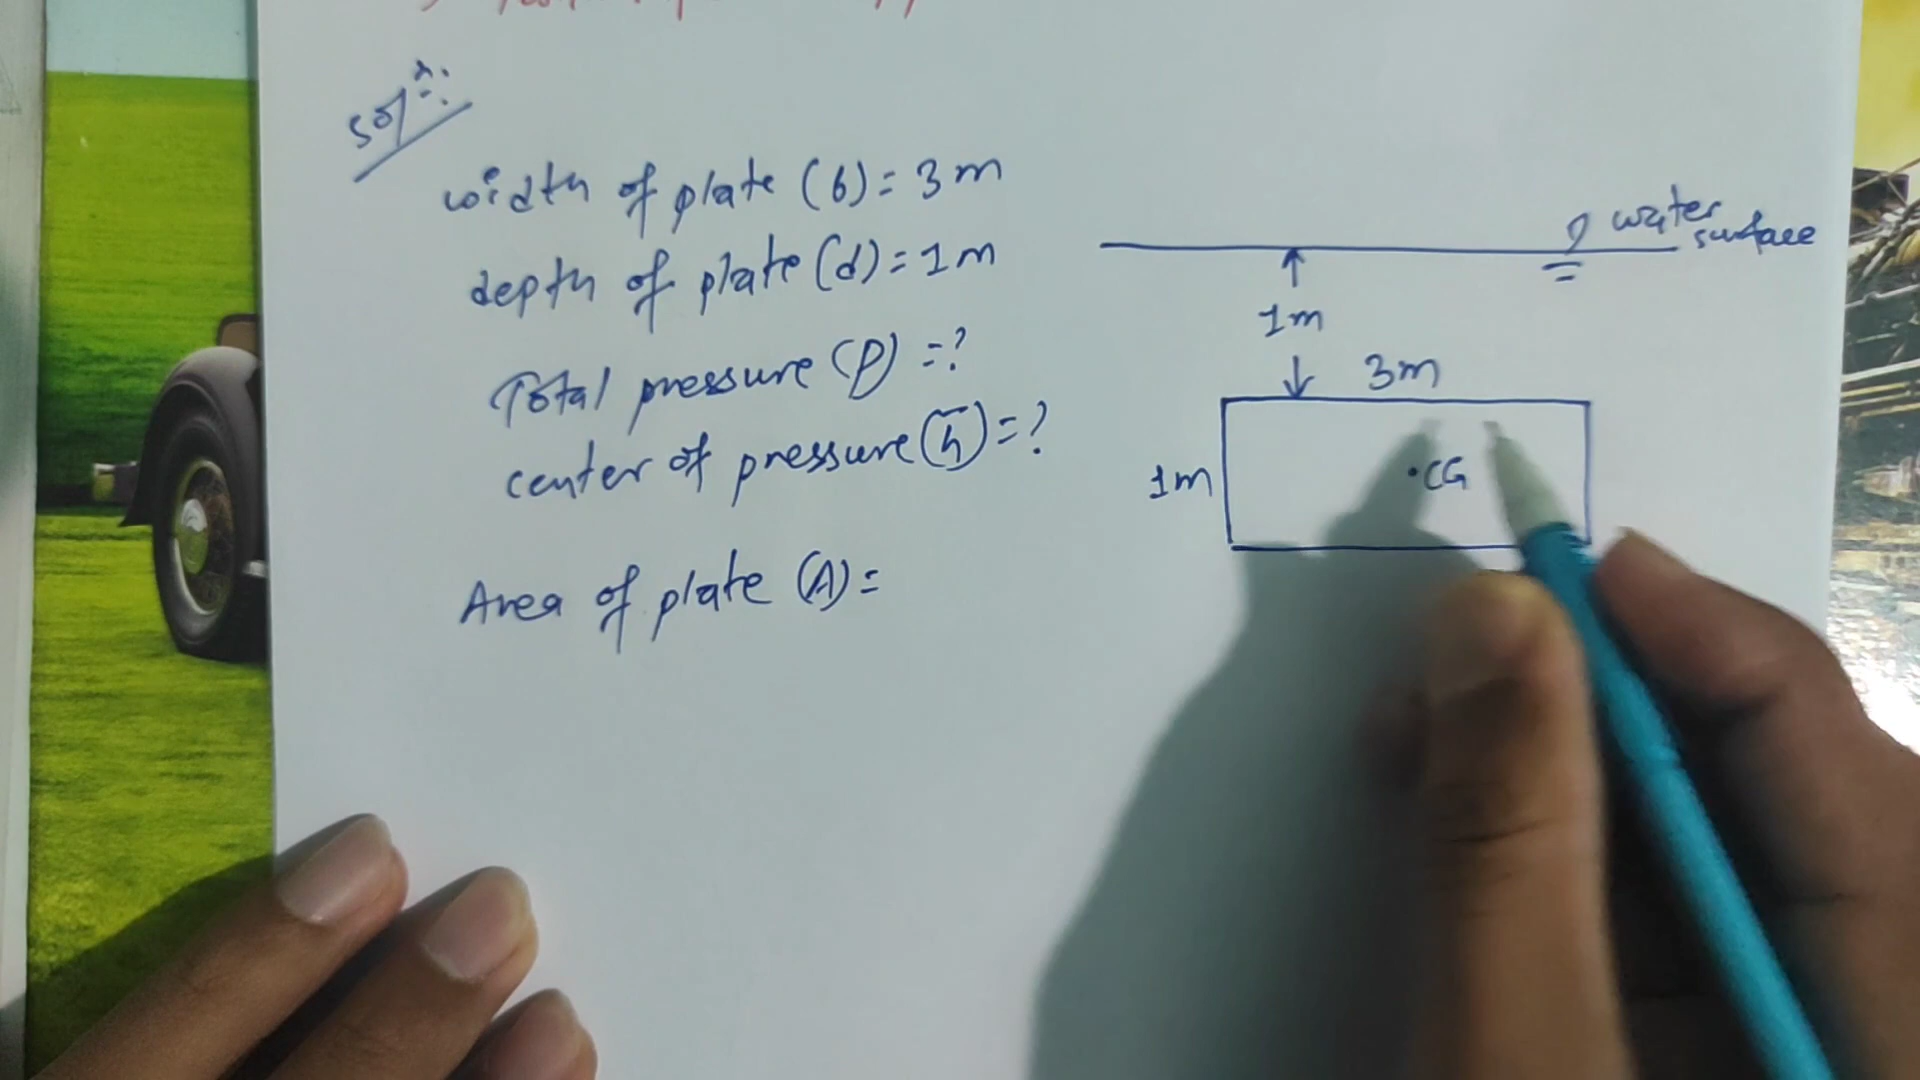 Solⁿ:
width of plate (b) = 3m
depth of plate (d) = 1m
Total pressure (P) = ?
center of pressure (h̄) = ?
Area of plate (A) =
water surface
1m
3m
1m
.CG